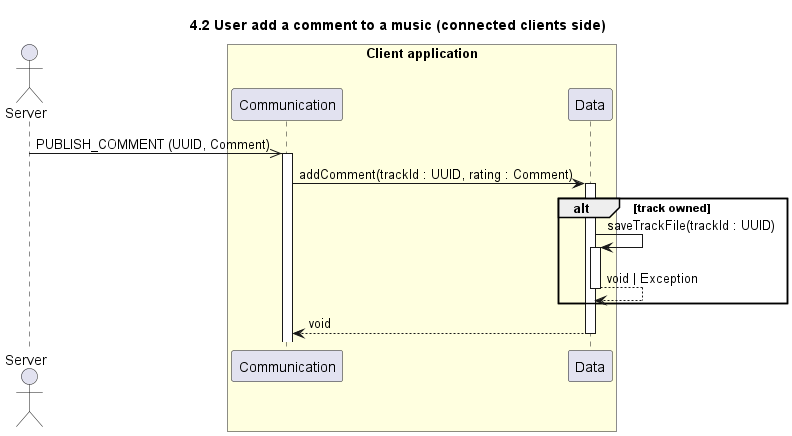 4.2 User add a comment to a music (connected clients side)
Client application
Server
Communication
Data
PUBLISH_COMMENT (UUID, Comment)
addComment(trackId : UUID, rating : Comment)
alt
[track owned]
saveTrackFile(trackId : UUID)
void | Exception
void
Server
Communication
Data